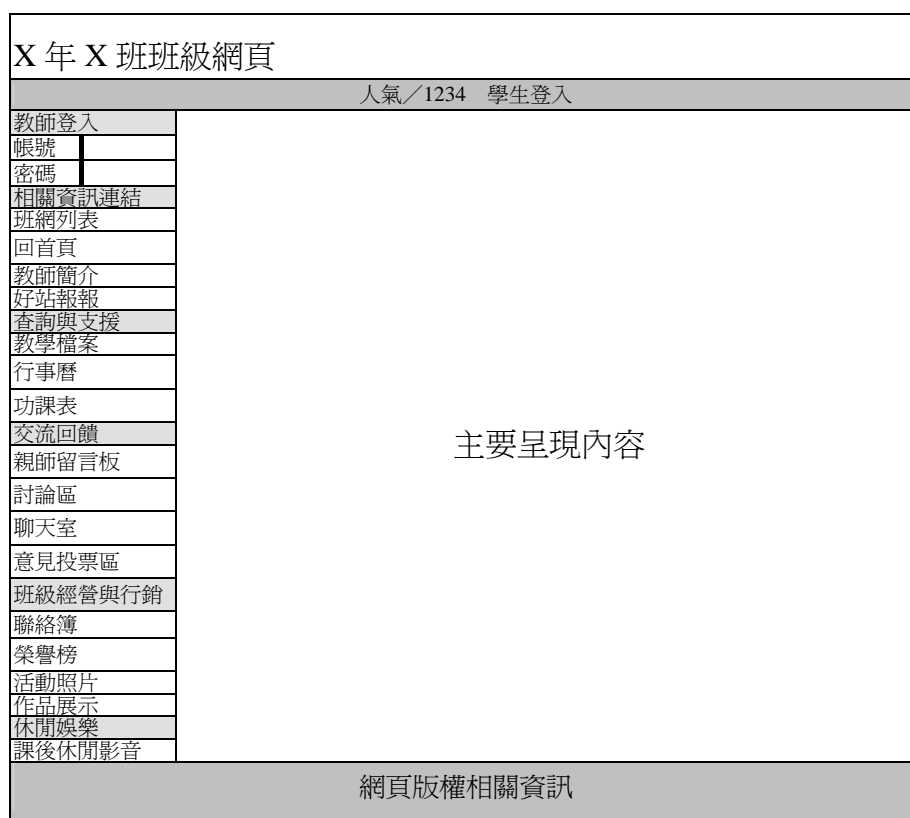 X 年 X 班班級網頁
人氣／1234　學生登入
教師登入
帳號
密碼
相關資訊連結
班網列表
回首頁
教師簡介
好站報報
查詢與支援
教學檔案
行事曆
功課表
交流回饋
親師留言板
討論區
聊天室
意見投票區
班級經營與行銷
聯絡簿
榮譽榜
活動照片
作品展示
休閒娛樂
課後休閒影音
主要呈現內容
網頁版權相關資訊